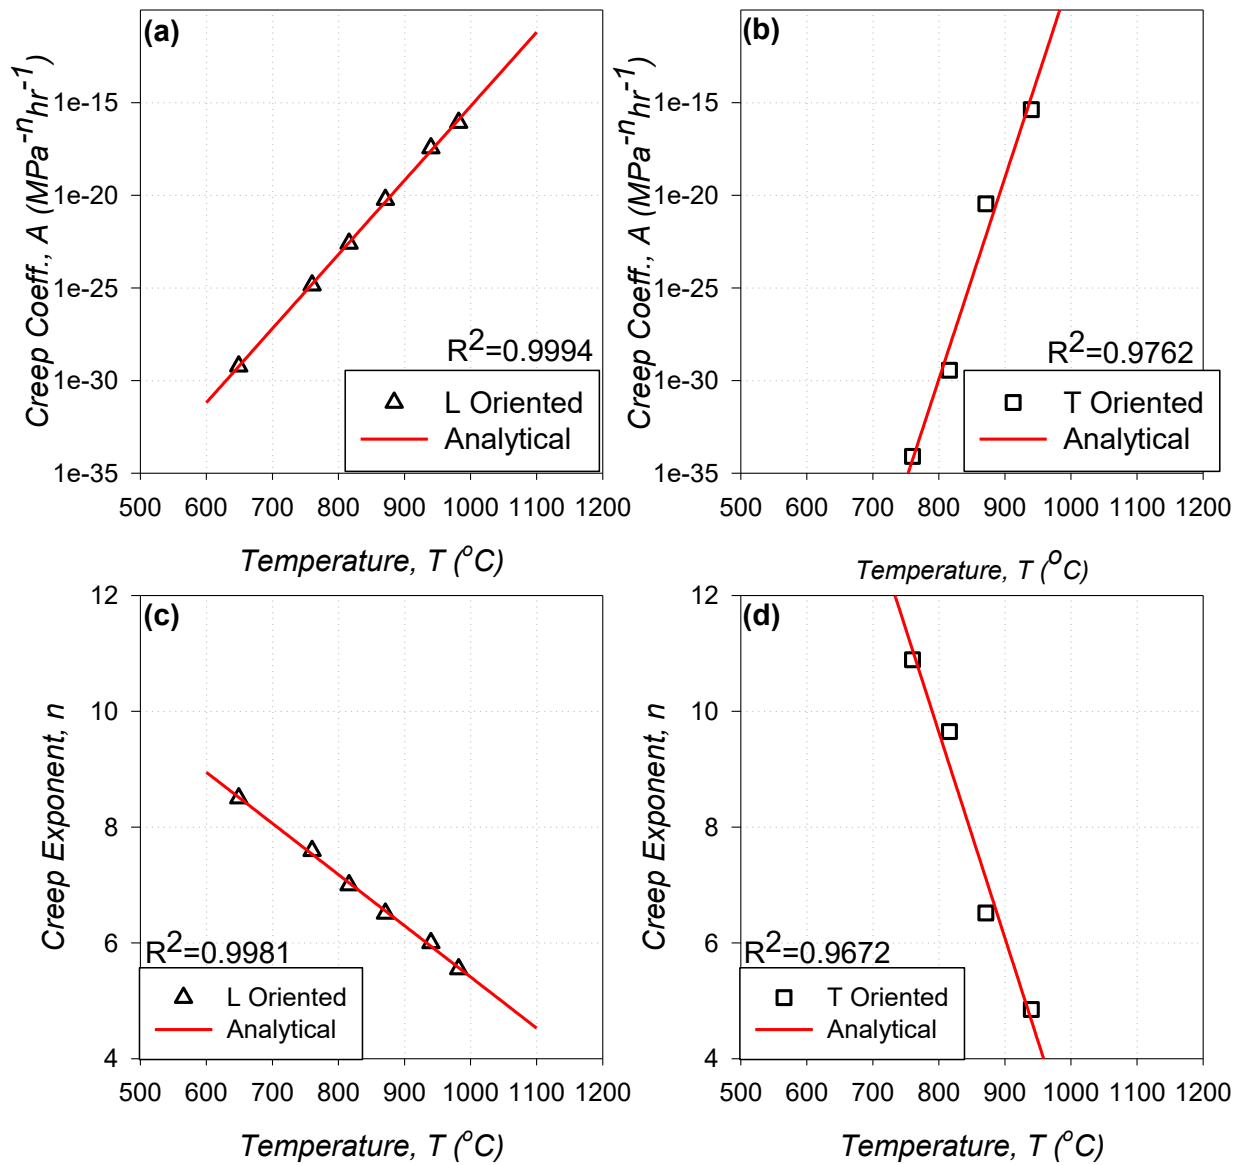 (a)
Creep Coeff., A (MPa⁻ⁿhr⁻¹)
1e-15
1e-20
1e-25
1e-30
1e-35
R²=0.9994
L Oriented
Analytical
500 600 700 800 900 1000 1100 1200
Temperature, T (°C)
(b)
Creep Coeff., A (MPa⁻ⁿhr⁻¹)
1e-15
1e-20
1e-25
1e-30
1e-35
R²=0.9762
T Oriented
Analytical
500 600 700 800 900 1000 1100 1200
Temperature, T (°C)
(c)
Creep Exponent, n
12
10
8
6
4
R²=0.9981
L Oriented
Analytical
500 600 700 800 900 1000 1100 1200
Temperature, T (°C)
(d)
Creep Exponent, n
12
10
8
6
4
R²=0.9672
T Oriented
Analytical
500 600 700 800 900 1000 1100 1200
Temperature, T (°C)